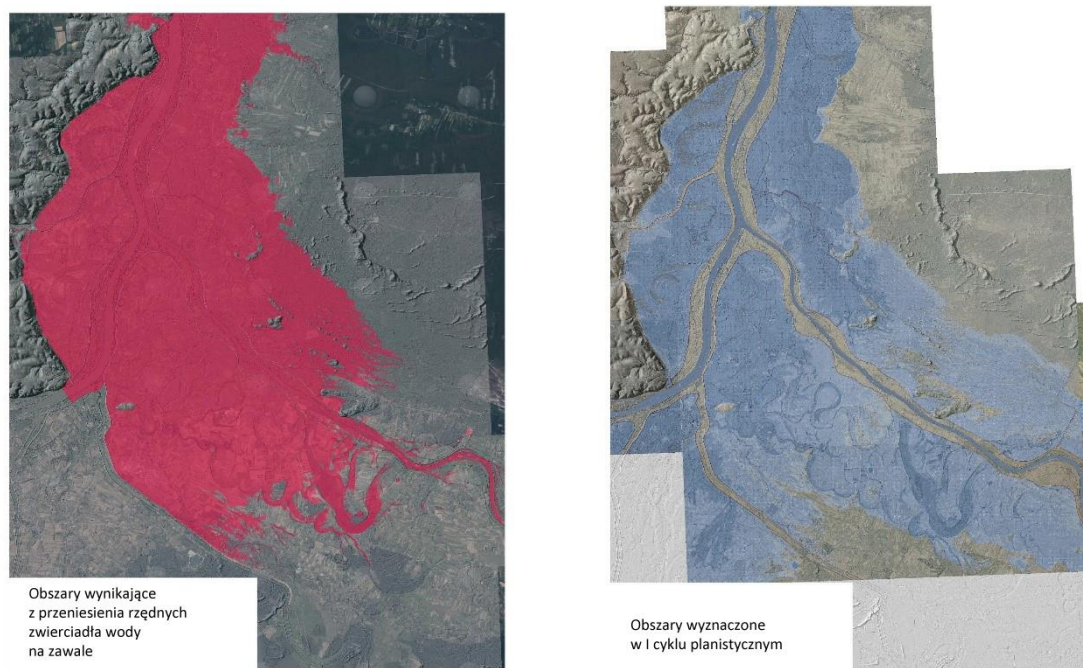 Obszary wynikające
z przeniesienia rzędnych
zwierciadła wody
na zawale
Obszary wyznaczone
w I cyklu planistycznym